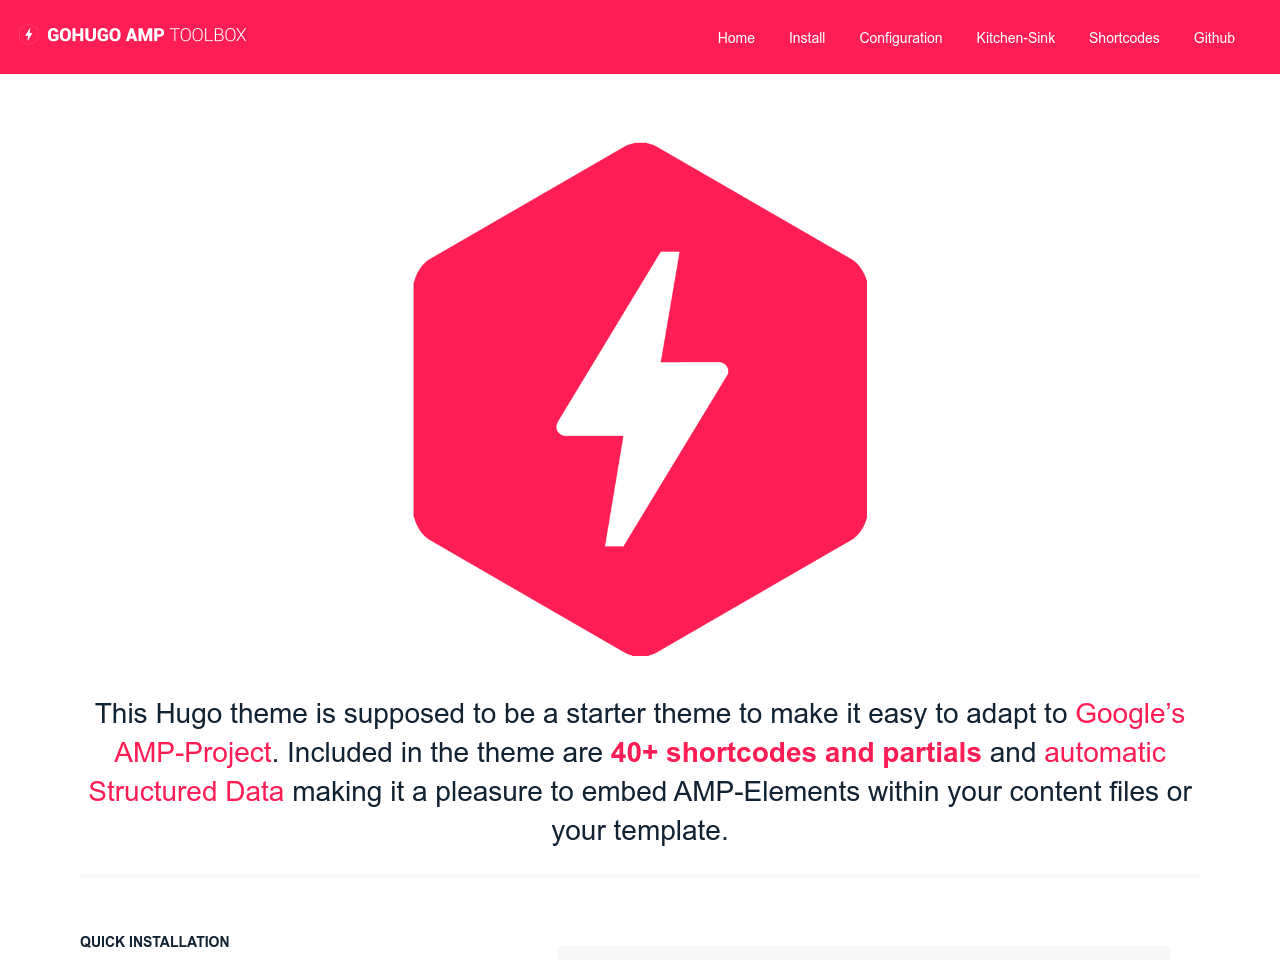 GOHUGO AMP TOOLBOX
Home Install Configuration Kitchen-Sink Shortcodes Github
This Hugo theme is supposed to be a starter theme to make it easy to adapt to Google’s
AMP-Project. Included in the theme are 40+ shortcodes and partials and automatic
Structured Data making it a pleasure to embed AMP-Elements within your content files or
your template.
QUICK INSTALLATION